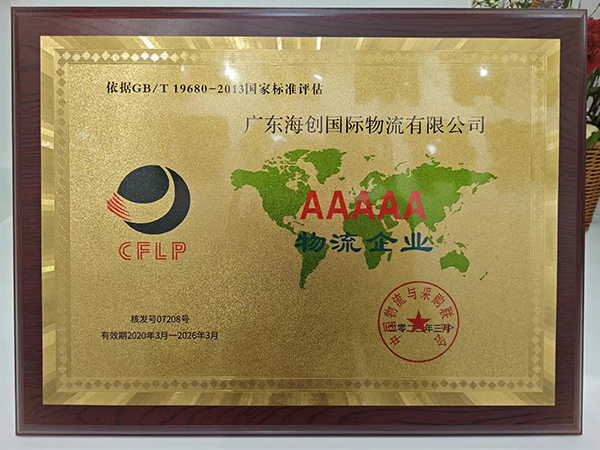 依据GB/T 19680-2013国家标准评估
广东海创国际物流有限公司
AAAAA
物流企业
CFLP
核发号07208号
有效期2020年3月—2026年3月
中国物流与采购联合会